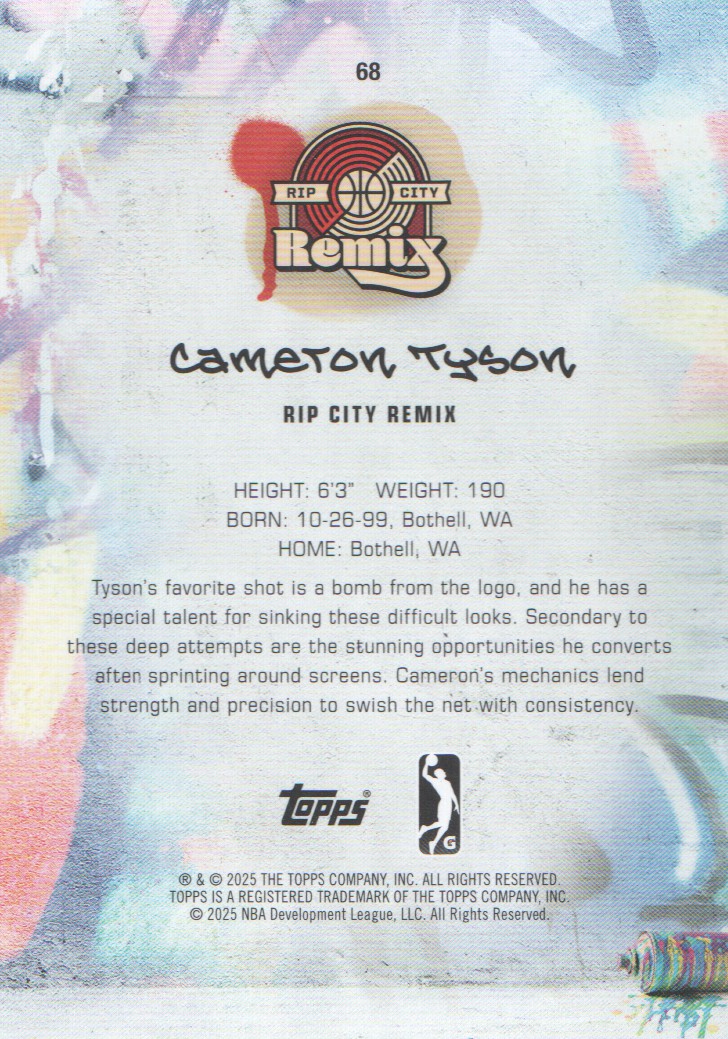 68
RIP CITY
Remix
Cameron Tyson
RIP CITY REMIX
HEIGHT: 6'3" WEIGHT: 190
BORN: 10-26-99, Bothell, WA
HOME: Bothell, WA
Tyson's favorite shot is a bomb from the logo, and he has a
special talent for sinking these difficult looks. Secondary to
these deep attempts are the stunning opportunities he converts
after sprinting around screens. Cameron's mechanics lend
strength and precision to swish the net with consistency.
Topps®
G
® & © 2025 THE TOPPS COMPANY, INC. ALL RIGHTS RESERVED.
TOPPS IS A REGISTERED TRADEMARK OF THE TOPPS COMPANY, INC.
© 2025 NBA Development League, LLC. All Rights Reserved.